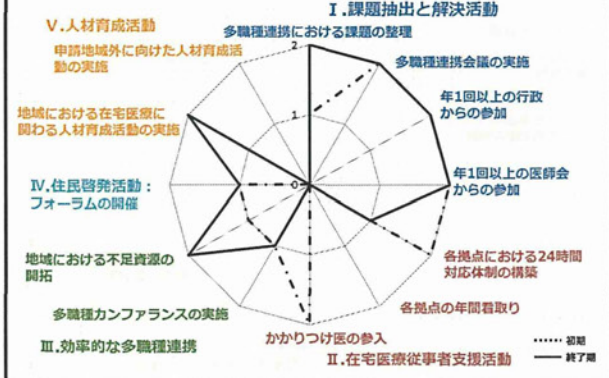 Ⅰ.課題抽出と解決活動
Ⅴ.人材育成活動
多職種連携における課題の整理
2
申請地域外に向けた人材育成活
動の実施
多職種連携会議の実施
年1回以上の行政
からの参加
1
地域における在宅医療に
関わる人材育成活動の実施
年1回以上の医師会
からの参加
0
Ⅳ.住民啓発活動：
フォーラムの開催
地域における不足資源の
開拓
各拠点における24時間
対応体制の構築
多職種カンファランスの実施
各拠点の年間看取り
かかりつけ医の参入
Ⅲ.効率的な多職種連携
Ⅱ.在宅医療従事者支援活動
初期
終了期